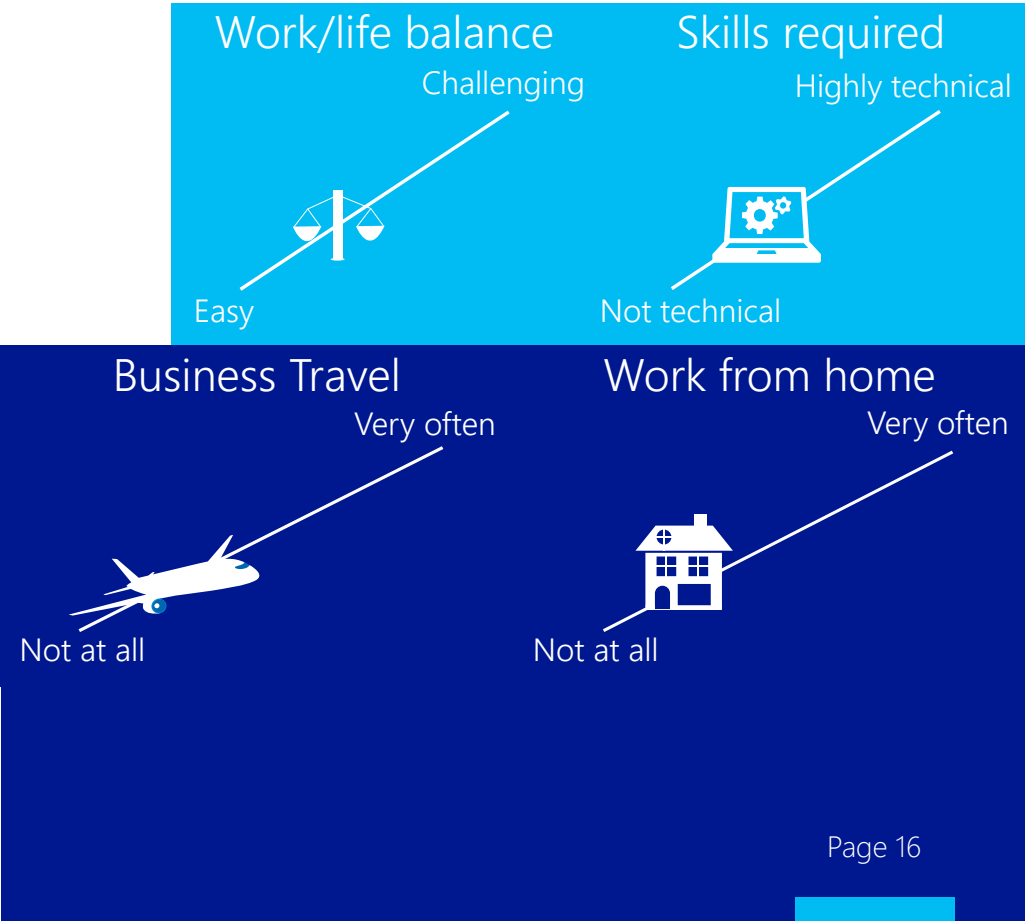 Work/life balance
Challenging
Easy
Skills required
Highly technical
Not technical
Business Travel
Very often
Not at all
Work from home
Very often
Not at all
Page 16